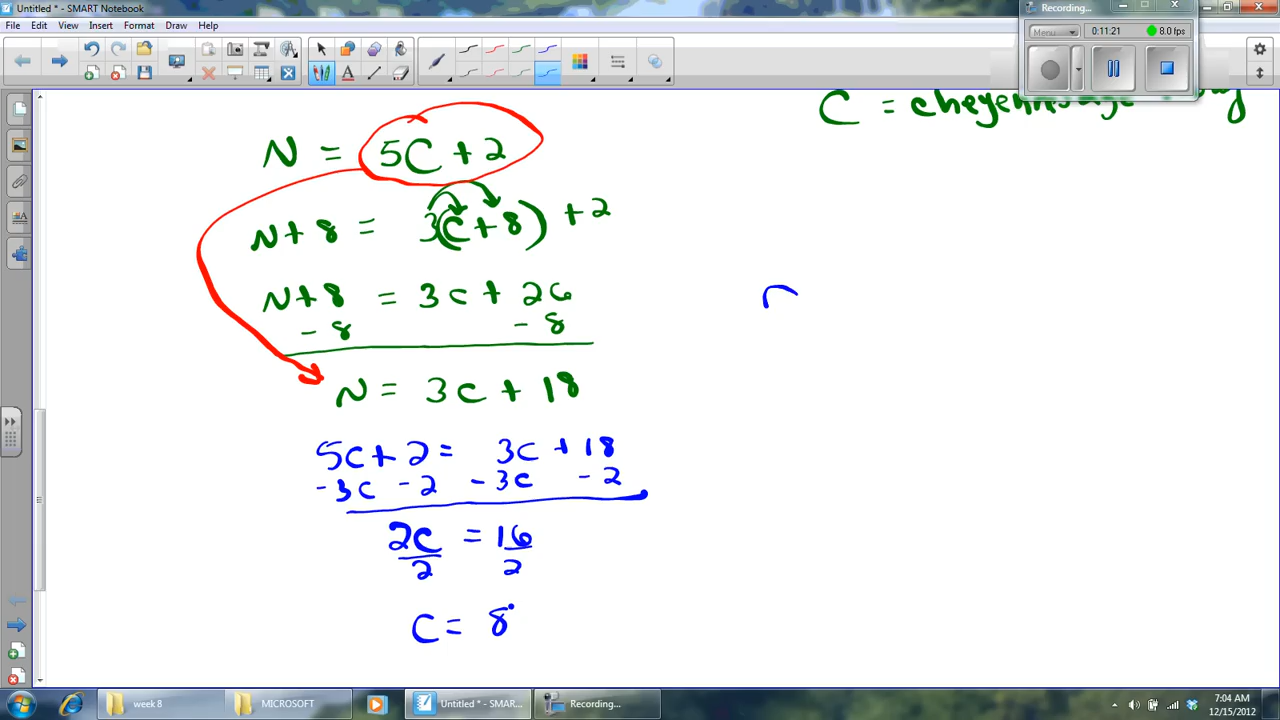 Untitled * - SMART Notebook
Recording...
File Edit View Insert Format Draw Help
Menu
0:11:21
8.0 fps
C = cheyenn
N = 5C + 2
N + 8 = 3(C + 8) + 2
N + 8 = 3C + 26
- 8 - 8
N = 3C + 18
5C + 2 = 3C + 18
- 3C - 2 - 3C - 2
2C = 16
2 2
C = 8
week 8
MICROSOFT
Untitled * - SMAR...
Recording...
7:04 AM
12/15/2012